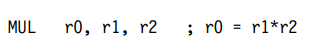 MUL r0, r1, r2 ; r0 = r1*r2